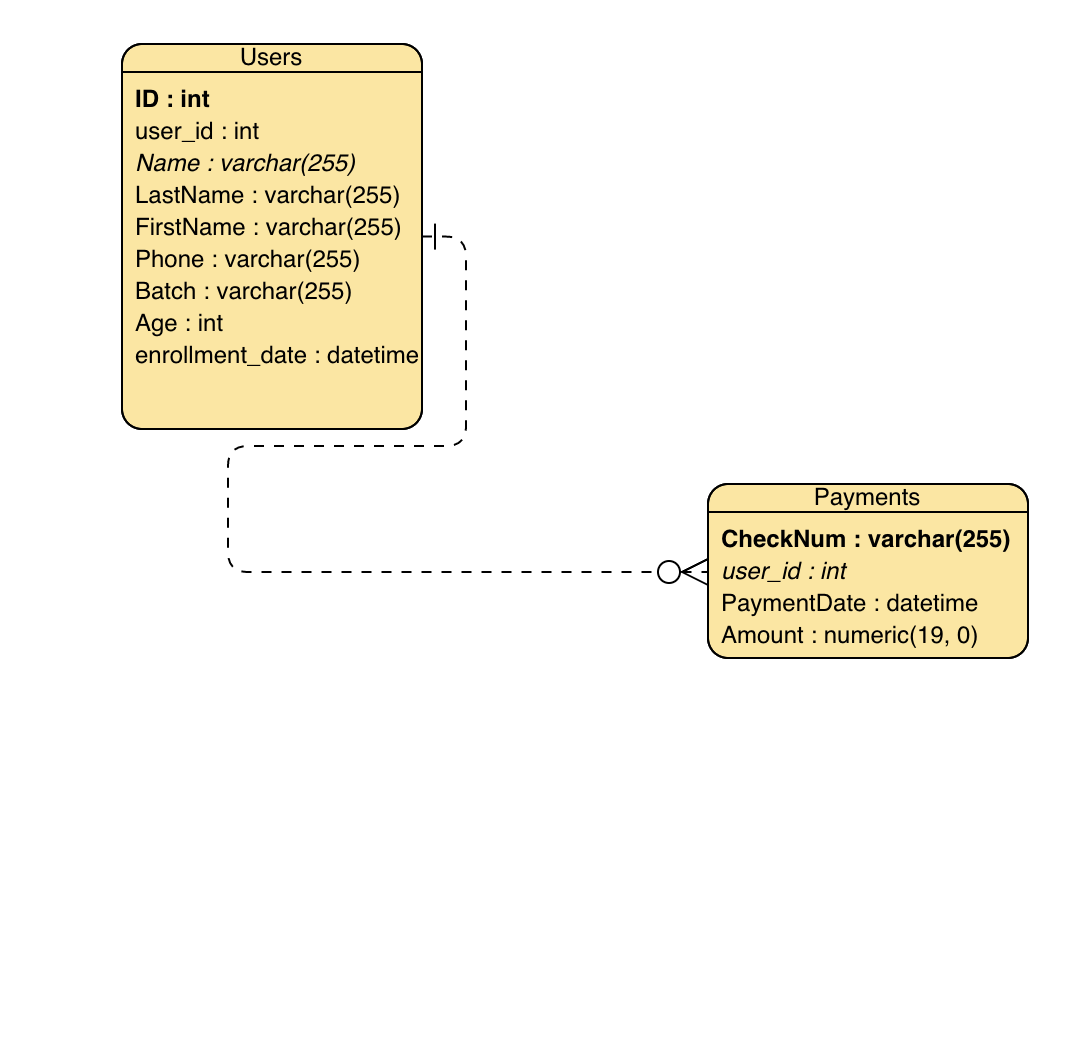 Users
ID : int
user_id : int
Name : varchar(255)
LastName : varchar(255)
FirstName : varchar(255)
Phone : varchar(255)
Batch : varchar(255)
Age : int
enrollment_date : datetime
Payments
CheckNum : varchar(255)
user_id : int
PaymentDate : datetime
Amount : numeric(19, 0)